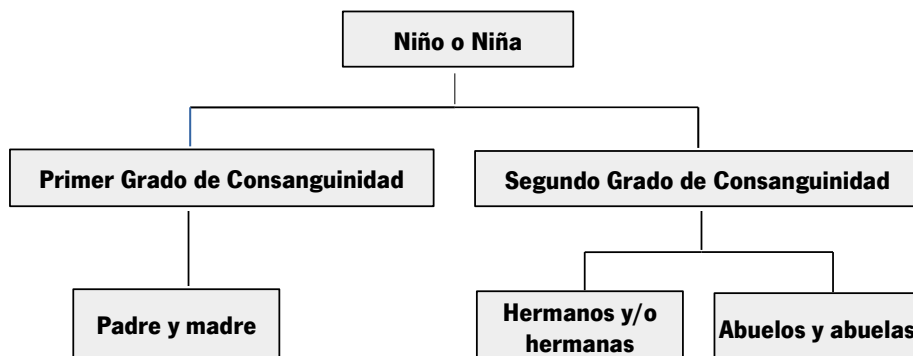 Niño o Niña
Primer Grado de Consanguinidad
Segundo Grado de Consanguinidad
Padre y madre
Hermanos y/o
hermanas
Abuelos y abuelas